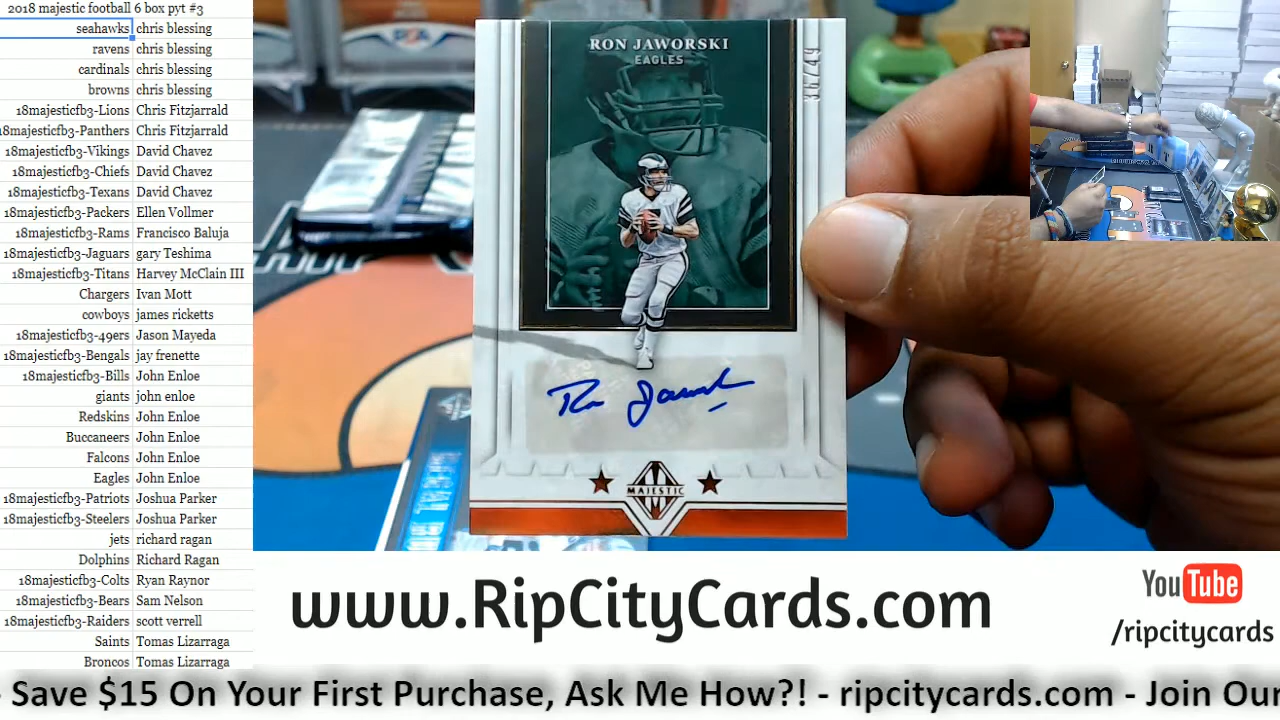 2018 majestic football 6 box pyt #3
seahawks chris blessing
ravens chris blessing
cardinals chris blessing
browns chris blessing
18majesticfb3-Lions Chris Fitzjarrald
18majesticfb3-Panthers Chris Fitzjarrald
18majesticfb3-Vikings David Chavez
18majesticfb3-Chiefs David Chavez
18majesticfb3-Texans David Chavez
18majesticfb3-Packers Ellen Vollmer
18majesticfb3-Rams Francisco Baluja
18majesticfb3-Jaguars gary Teshima
18majesticfb3-Titans Harvey McClain III
Chargers Ivan Mott
cowboys james ricketts
18majesticfb3-49ers Jason Mayeda
18majesticfb3-Bengals jay frenette
18majesticfb3-Bills John Enloe
giants john enloe
Redskins John Enloe
Buccaneers John Enloe
Falcons John Enloe
Eagles John Enloe
18majesticfb3-Patriots Joshua Parker
18majesticfb3-Steelers Joshua Parker
jets richard ragan
Dolphins Richard Ragan
18majesticfb3-Colts Ryan Raynor
18majesticfb3-Bears Sam Nelson
18majesticfb3-Raiders scott verrell
Saints Tomas Lizarraga
Broncos Tomas Lizarraga
RON JAWORSKI
EAGLES
MAJESTIC
www.RipCityCards.com
YouTube
/ripcitycards
- Save $15 On Your First Purchase, Ask Me How?! - ripcitycards.com - Join Our